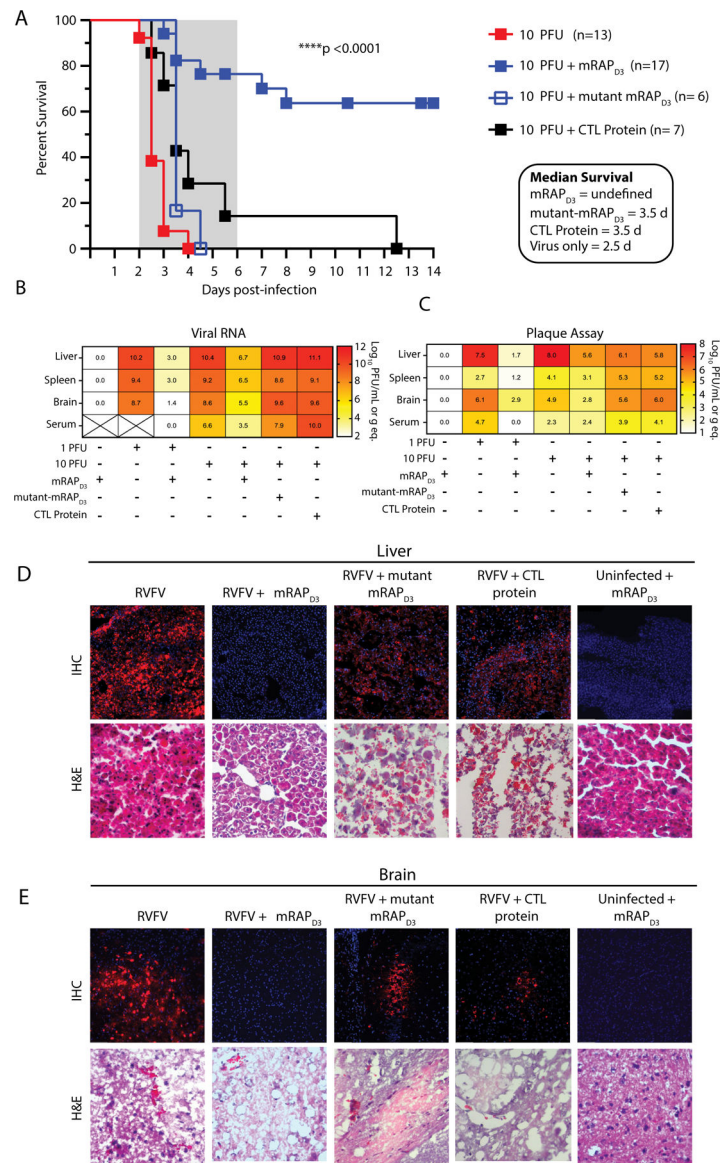 A
100
80
60
40
20
0
Percent Survival
1 2 3 4 5 6 7 8 9 10 11 12 13 14
Days post-infection
****p <0.0001
10 PFU (n=13)
10 PFU + mRAPD3 (n=17)
10 PFU + mutant mRAPD3 (n= 6)
10 PFU + CTL Protein (n= 7)
Median Survival
mRAPD3 = undefined
mutant-mRAPD3 = 3.5 d
CTL Protein = 3.5 d
Virus only = 2.5 d
B
Viral RNA
Liver 0.0 10.2 3.0 10.4 6.7 10.9 11.1
Spleen 0.0 9.4 3.0 9.2 6.5 8.6 9.1
Brain 0.0 8.7 1.4 8.6 5.5 9.6 9.6
Serum 0.0 6.6 3.5 7.9 10.0
12
10
8
6
4
2
Log10 PFU/mL or g eq.
1 PFU - + + - - - -
10 PFU - - - + + + +
mRAPD3 + - + - + - -
mutant-mRAPD3 - - - - - + -
CTL Protein - - - - - - +
C
Plaque Assay
Liver 0.0 7.5 1.7 8.0 5.6 6.1 5.8
Spleen 0.0 2.7 1.2 4.1 3.1 5.3 5.2
Brain 0.0 6.1 2.9 4.9 2.8 5.6 6.0
Serum 0.0 4.7 0.0 2.3 2.4 3.9 4.1
8
7
6
5
4
3
2
1
Log10 PFU/mL or g eq.
1 PFU - + + - - - -
10 PFU - - - + + + +
mRAPD3 + - + - + - -
mutant-mRAPD3 - - - - - + -
CTL Protein - - - - - - +
D
Liver
RVFV
RVFV + mRAPD3
RVFV + mutant
mRAPD3
RVFV + CTL
protein
Uninfected +
mRAPD3
IHC
H&E
E
Brain
RVFV
RVFV + mRAPD3
RVFV + mutant
mRAPD3
RVFV + CTL
protein
Uninfected +
mRAPD3
IHC
H&E